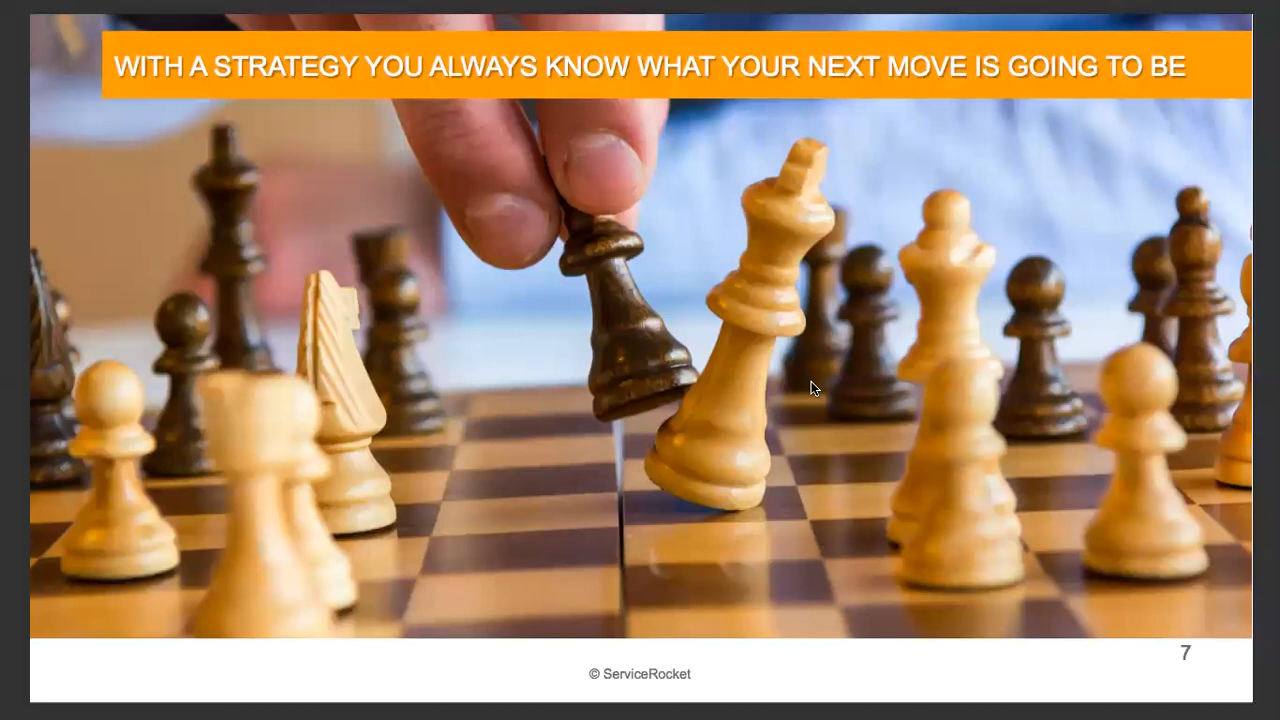 WITH A STRATEGY YOU ALWAYS KNOW WHAT YOUR NEXT MOVE IS GOING TO BE
7
© ServiceRocket